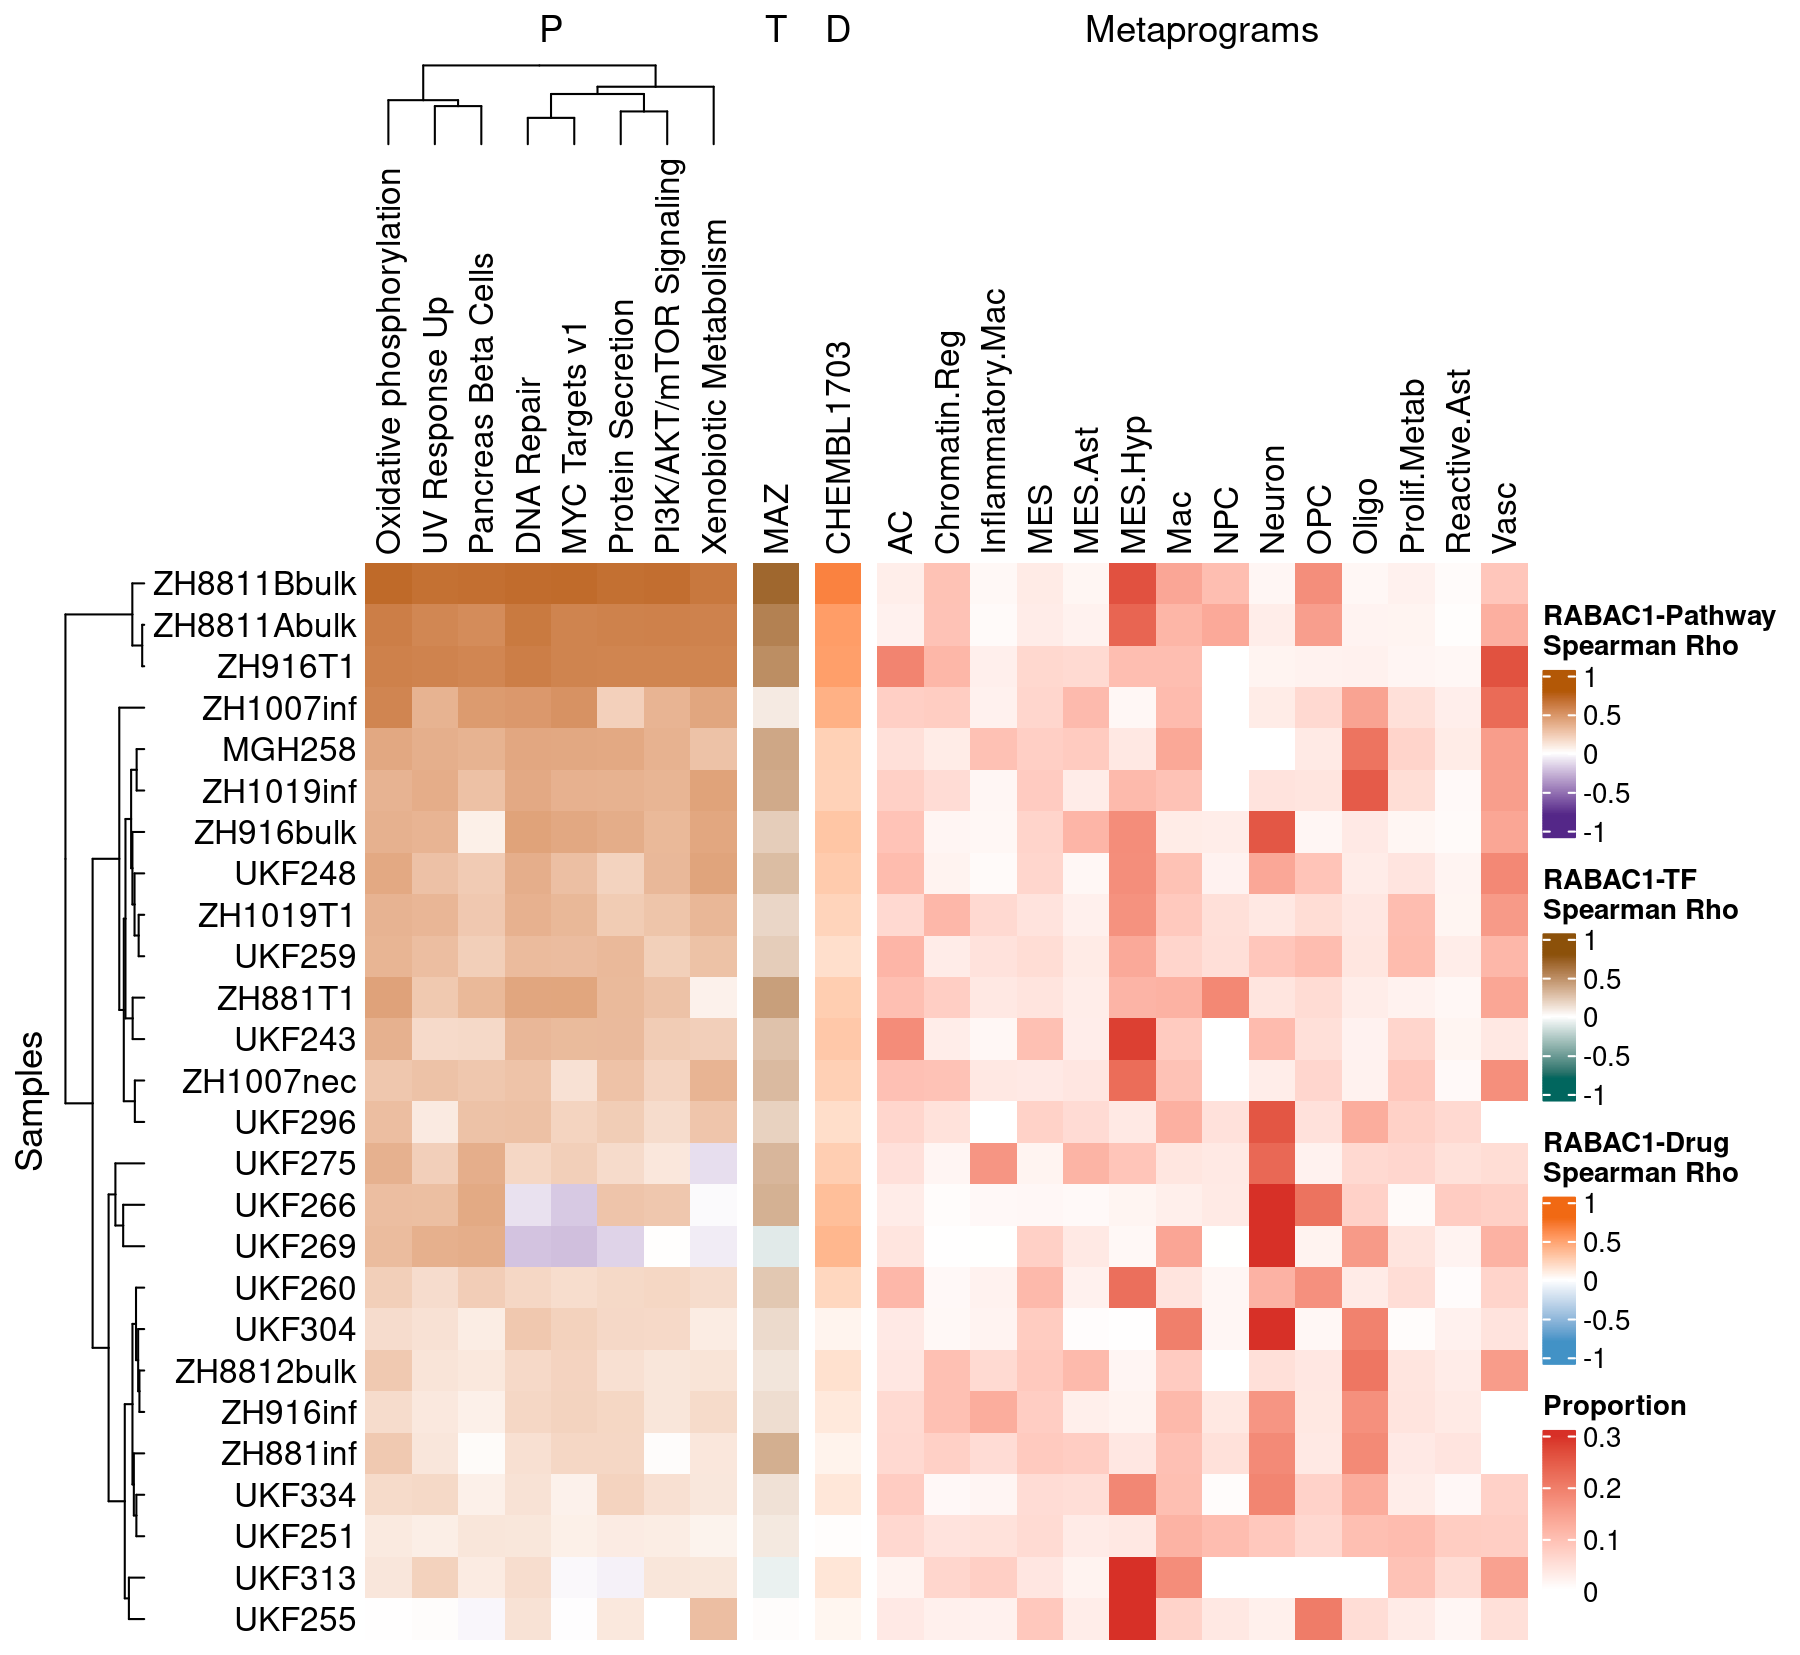 P
T
D
Metaprograms
Oxidative phosphorylation
UV Response Up
Pancreas Beta Cells
DNA Repair
MYC Targets v1
Protein Secretion
PI3K/AKT/mTOR Signaling
Xenobiotic Metabolism
MAZ
CHEMBL1703
AC
Chromatin.Reg
Inflammatory.Mac
MES
MES.Ast
MES.Hyp
Mac
NPC
Neuron
OPC
Oligo
Prolif.Metab
Reactive.Ast
Vasc
Samples
ZH8811Bbulk
ZH8811Abulk
ZH916T1
ZH1007inf
MGH258
ZH1019inf
ZH916bulk
UKF248
ZH1019T1
UKF259
ZH881T1
UKF243
ZH1007nec
UKF296
UKF275
UKF266
UKF269
UKF260
UKF304
ZH8812bulk
ZH916inf
ZH881inf
UKF334
UKF251
UKF313
UKF255
RABAC1-Pathway
Spearman Rho
1
0.5
0
-0.5
-1
RABAC1-TF
Spearman Rho
1
0.5
0
-0.5
-1
RABAC1-Drug
Spearman Rho
1
0.5
0
-0.5
-1
Proportion
0.3
0.2
0.1
0